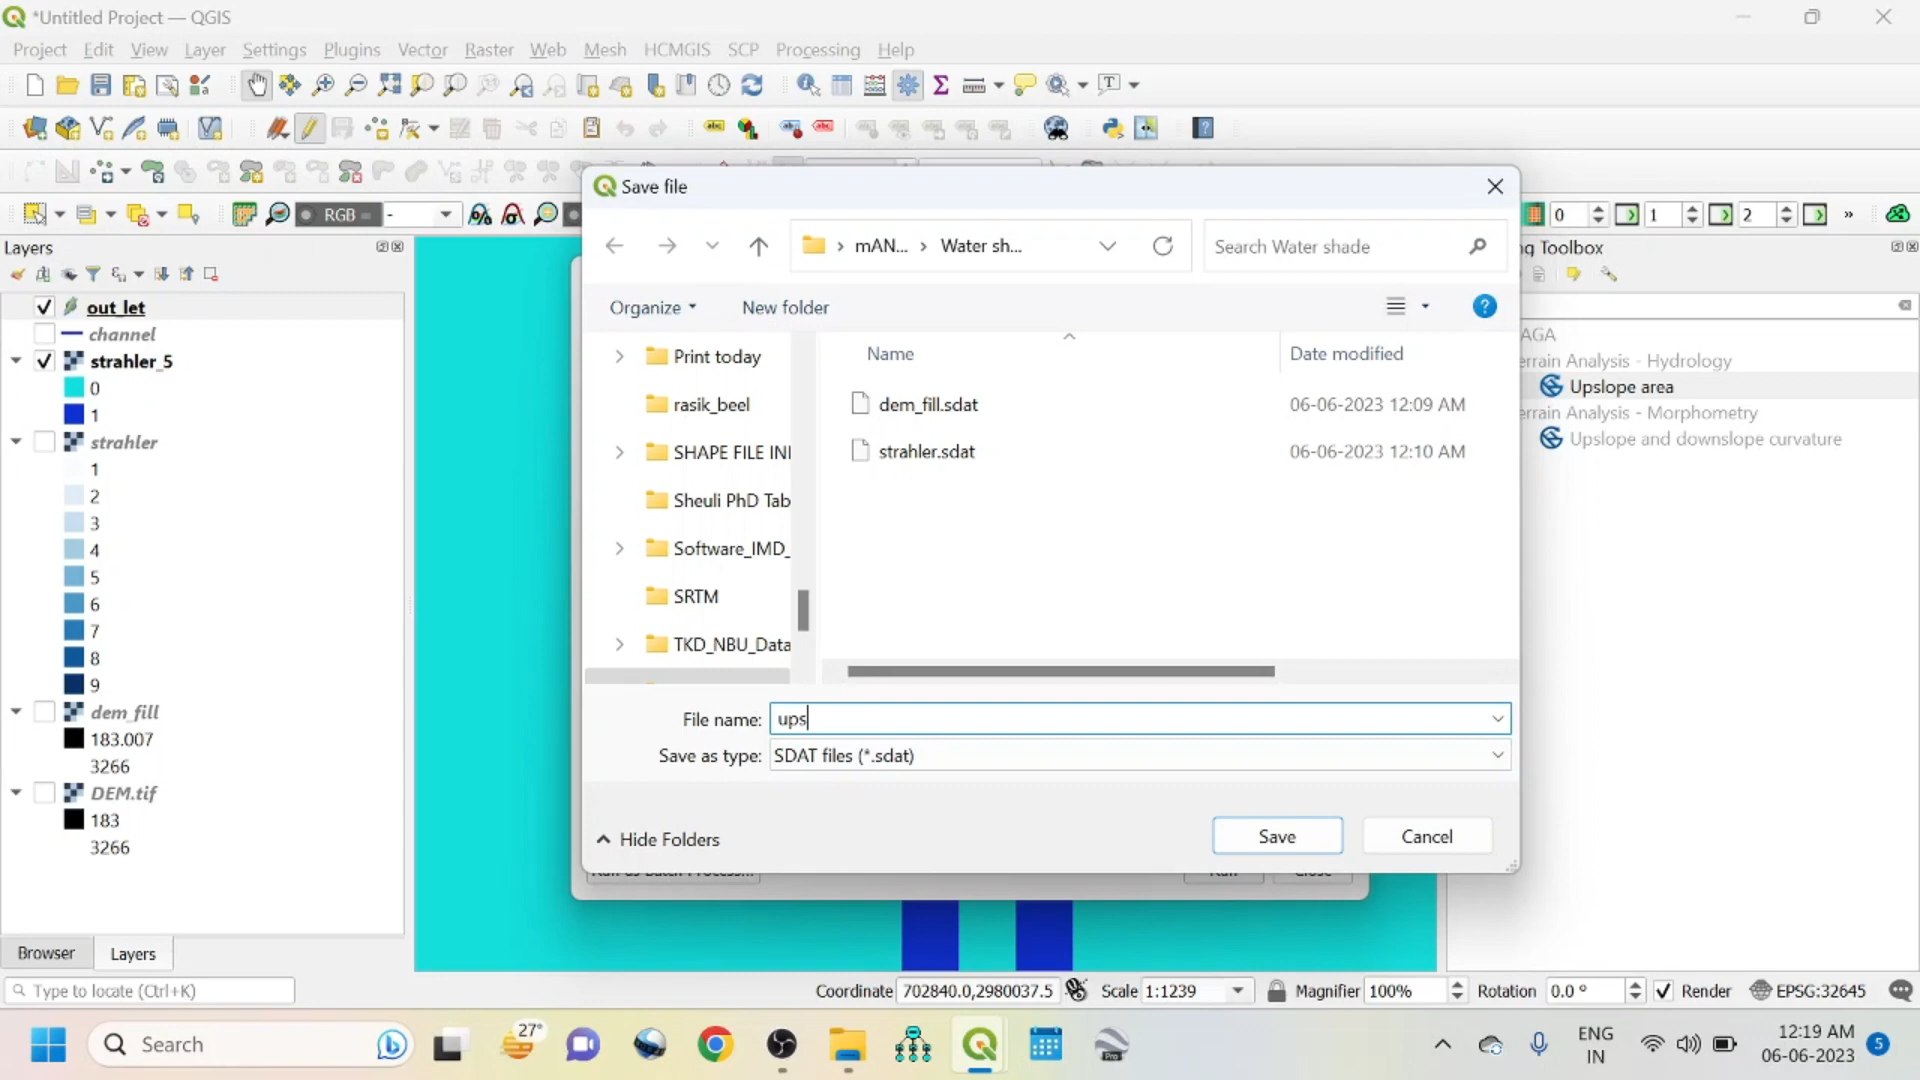 *Untitled Project — QGIS
Project Edit View Layer Settings Plugins Vector Raster Web Mesh HCMGIS SCP Processing Help
RGB = - 0 1 2 »
Layers
out_let
channel
strahler_5
0
1
strahler
1
2
3
4
5
6
7
8
9
dem_fill
183.007
3266
DEM.tif
183
3266
Browser Layers
Save file
mAN... › Water sh...
Search Water shade
Organize New folder
Print today
rasik_beel
SHAPE FILE INI
Sheuli PhD Tab
Software_IMD_
SRTM
TKD_NBU_Data
Name Date modified
dem_fill.sdat 06-06-2023 12:09 AM
strahler.sdat 06-06-2023 12:10 AM
File name: ups
Save as type: SDAT files (*.sdat)
Hide Folders Save Cancel
ng Toolbox
AGA
errain Analysis - Hydrology
Upslope area
errain Analysis - Morphometry
Upslope and downslope curvature
Type to locate (Ctrl+K) Coordinate 702840.0,2980037.5 Scale 1:1239 Magnifier 100% Rotation 0.0 ° Render EPSG:32645
Search 27° Pro ENG IN 12:19 AM 06-06-2023 5